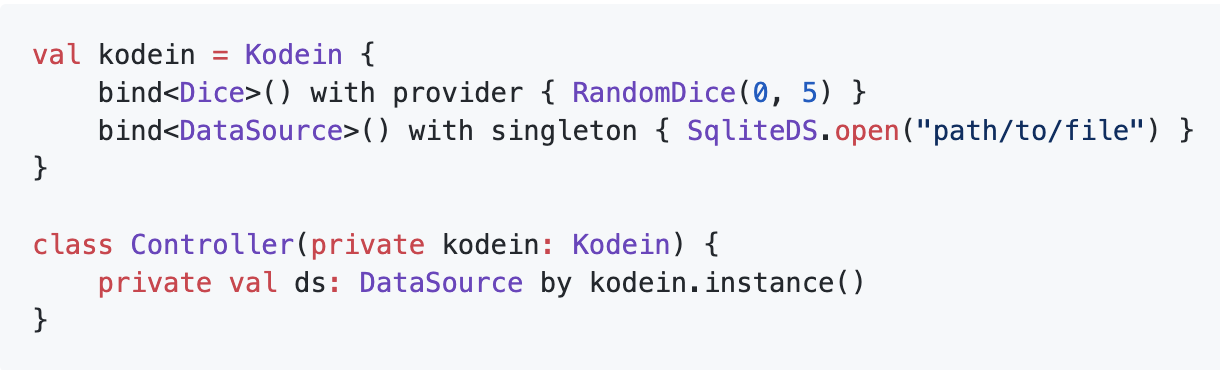 val kodein = Kodein {
    bind<Dice>() with provider { RandomDice(0, 5) }
    bind<DataSource>() with singleton { SqliteDS.open("path/to/file") }
}

class Controller(private kodein: Kodein) {
    private val ds: DataSource by kodein.instance()
}